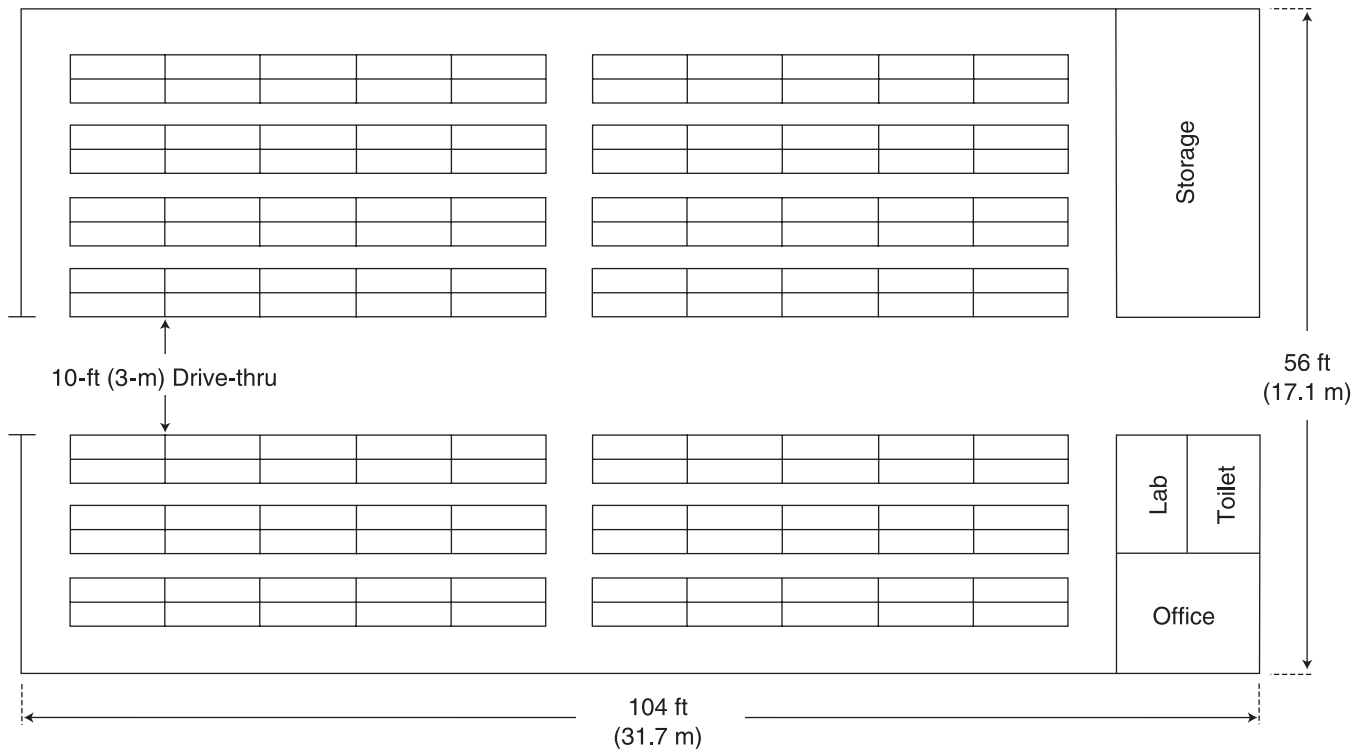 Storage
10-ft (3-m) Drive-thru
56 ft
(17.1 m)
Lab
Toilet
Office
104 ft
(31.7 m)